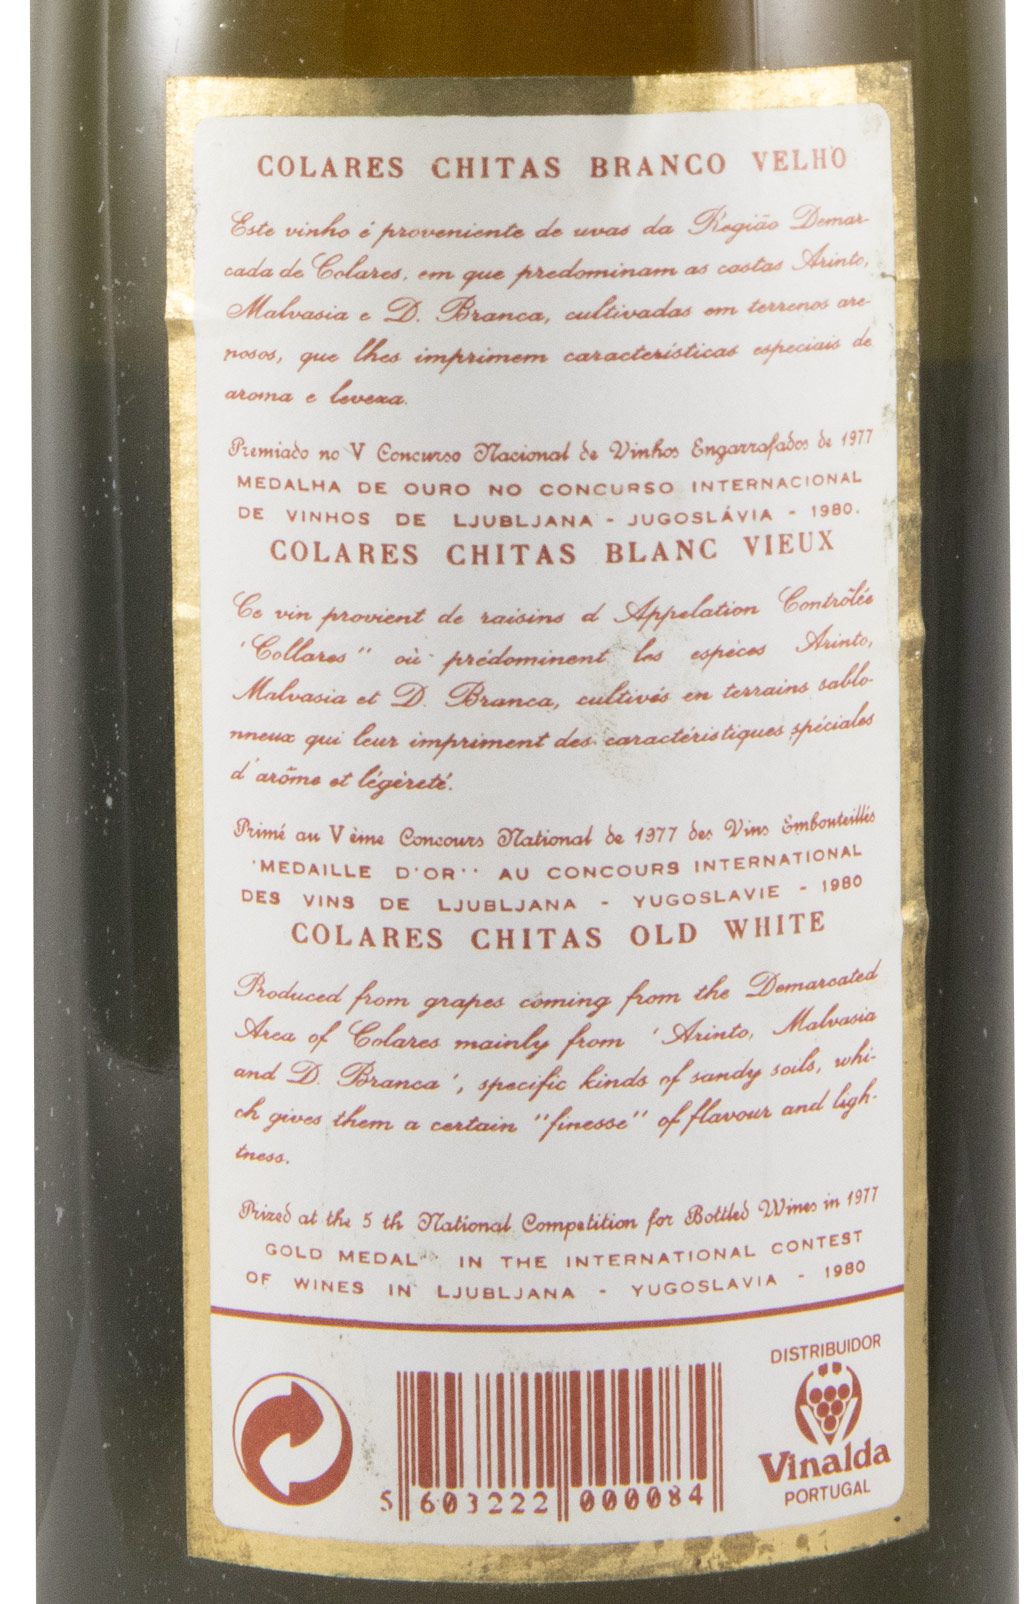 COLARES CHITAS BRANCO VELHO
Este vinho é proveniente de uvas da Região Demar-
cada de Colares, em que predominam as castas Arinto,
Malvasia e D. Branca, cultivadas em terrenos are-
nosos, que lhes imprimem características especiais de
aroma e leveza.
Premiado no V Concurso Nacional de Vinhos Engarrafados de 1977
MEDALHA DE OURO NO CONCURSO INTERNACIONAL
DE VINHOS DE LJUBLJANA - JUGOSLÁVIA - 1980.
COLARES CHITAS BLANC VIEUX
Ce vin provient de raisins d Appelation Contrôlée
'Collares" où prédominent les espéces Arinto,
Malvasia et D. Branca, cultivés en terrains sablo-
nneux qui leur impriment des caractéristiques spéciales
d'arôme et légèreté.
Primé au V ème Concours National de 1977 des Vins Embouteillés
'MEDAILLE D'OR'' AU CONCOURS INTERNATIONAL
DES VINS DE LJUBLJANA - YUGOSLAVIE - 1980
COLARES CHITAS OLD WHITE
Produced from grapes coming from the Demarcated
Area of Colares mainly from 'Arinto, Malvasia
and D. Branca', specific kinds of sandy soils, whi-
ch gives them a certain "finesse" of flavour and ligh-
tness.
Prized at the 5 th National Competition for Bottled Wines in 1977
GOLD MEDAL" IN THE INTERNATIONAL CONTEST
OF WINES IN LJUBLJANA - YUGOSLAVIA - 1980
DISTRIBUIDOR
Vinalda
PORTUGAL
5 603222 000084